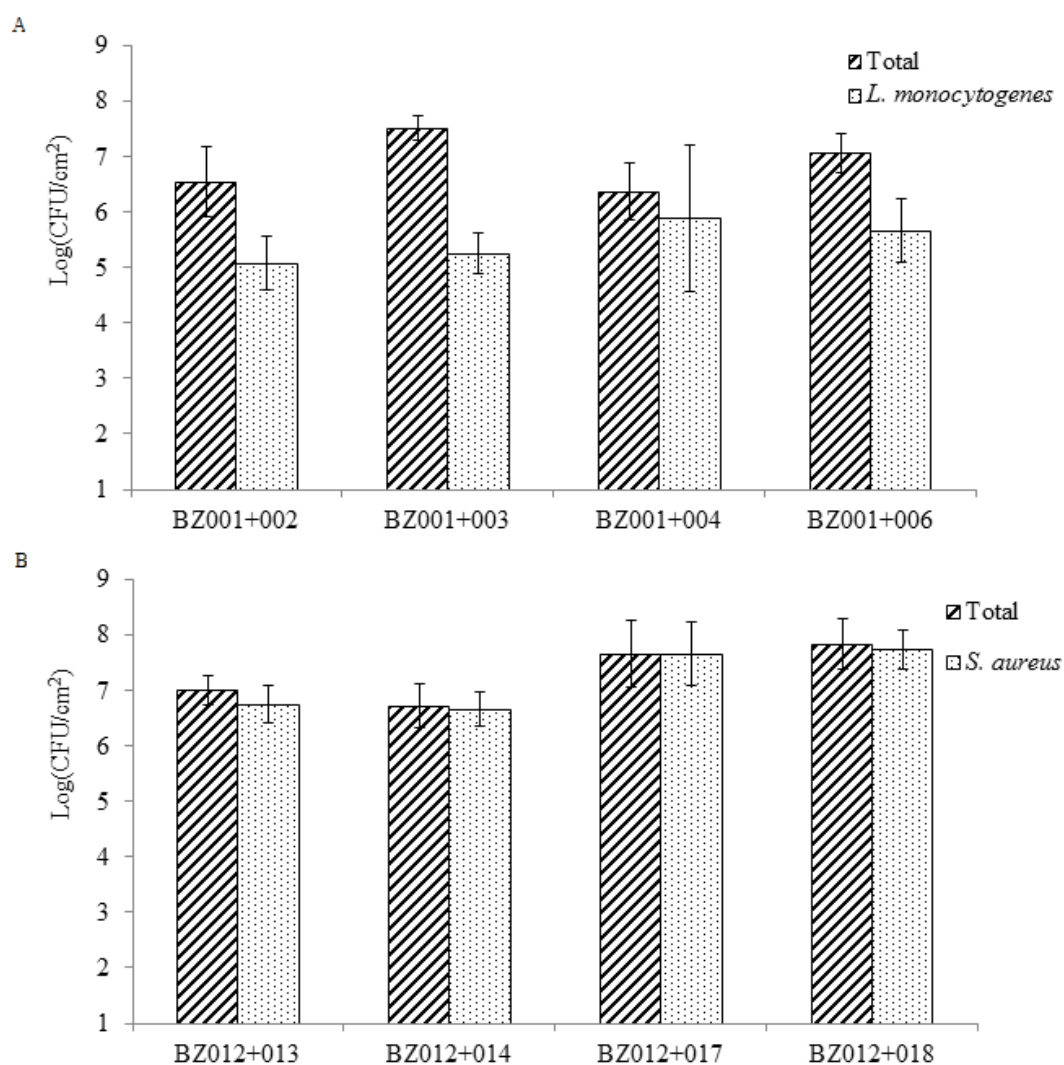 A
9
8
7
6
5
4
3
2
1
Log(CFU/cm²)
Total
L. monocytogenes
BZ001+002 BZ001+003 BZ001+004 BZ001+006
B
9
8
7
6
5
4
3
2
1
Log(CFU/cm²)
Total
S. aureus
BZ012+013 BZ012+014 BZ012+017 BZ012+018